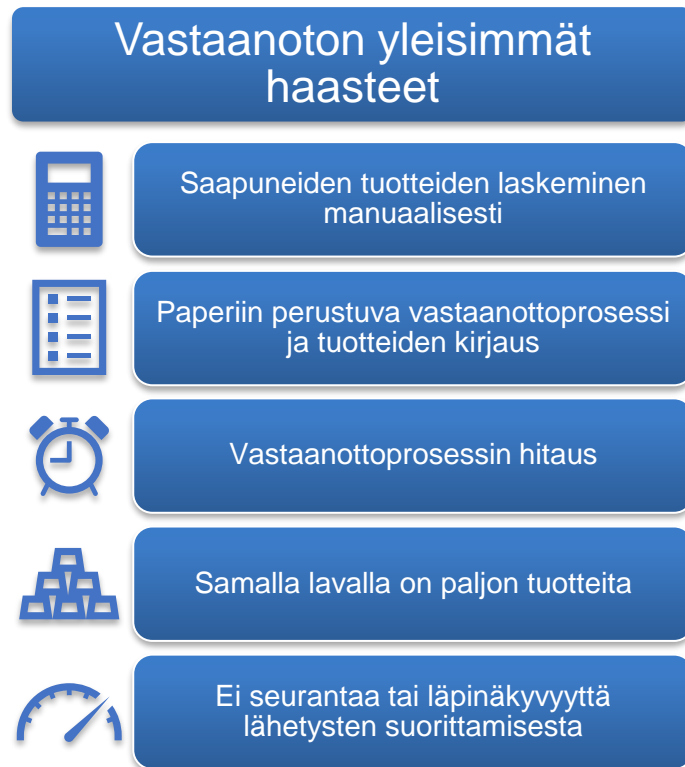 Vastaanoton yleisimmät
haasteet
Saapuneiden tuotteiden laskeminen
manuaalisesti
Paperiin perustuva vastaanottoprosessi
ja tuotteiden kirjaus
Vastaanottoprosessin hitaus
Samalla lavalla on paljon tuotteita
Ei seurantaa tai läpinäkyvyyttä
lähetysten suorittamisesta